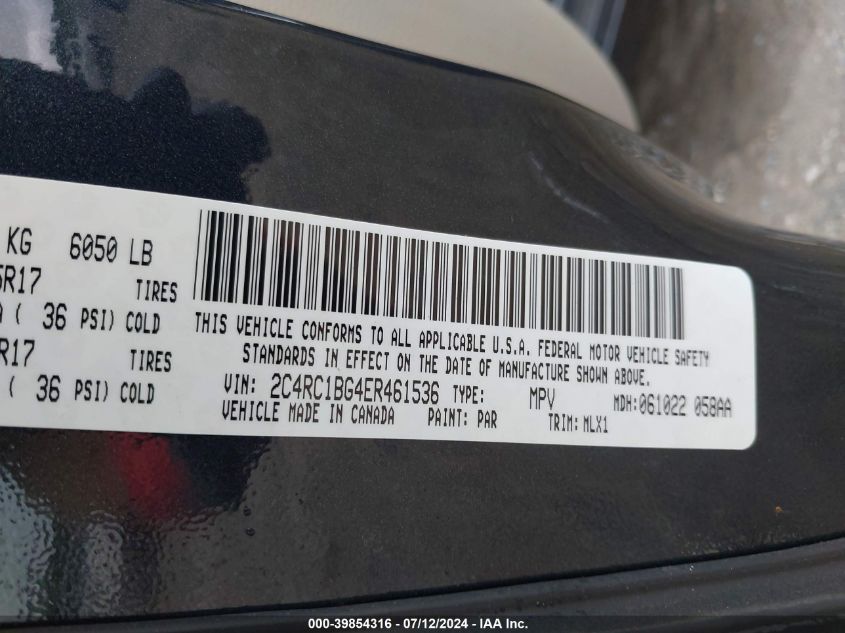 KG 6050 LB
5R17 TIRES
( 36 PSI) COLD
R17 TIRES
( 36 PSI) COLD
THIS VEHICLE CONFORMS TO ALL APPLICABLE U.S.A. FEDERAL MOTOR VEHICLE SAFETY
STANDARDS IN EFFECT ON THE DATE OF MANUFACTURE SHOWN ABOVE.
VIN: 2C4RC1BG4ER461536 TYPE: MPV MDH:061022 058AA
VEHICLE MADE IN CANADA PAINT: PAR TRIM: MLX1
000-39854316 - 07/12/2024 - IAA Inc.